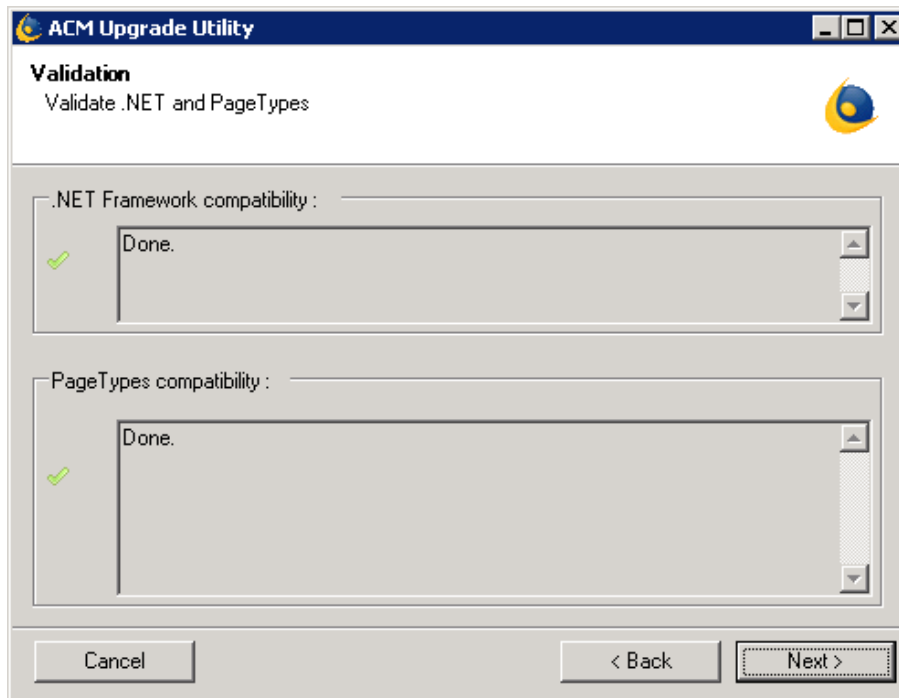 ACM Upgrade Utility
Validation
Validate .NET and PageTypes
.NET Framework compatibility :
Done.
PageTypes compatibility :
Done.
Cancel
< Back
Next >